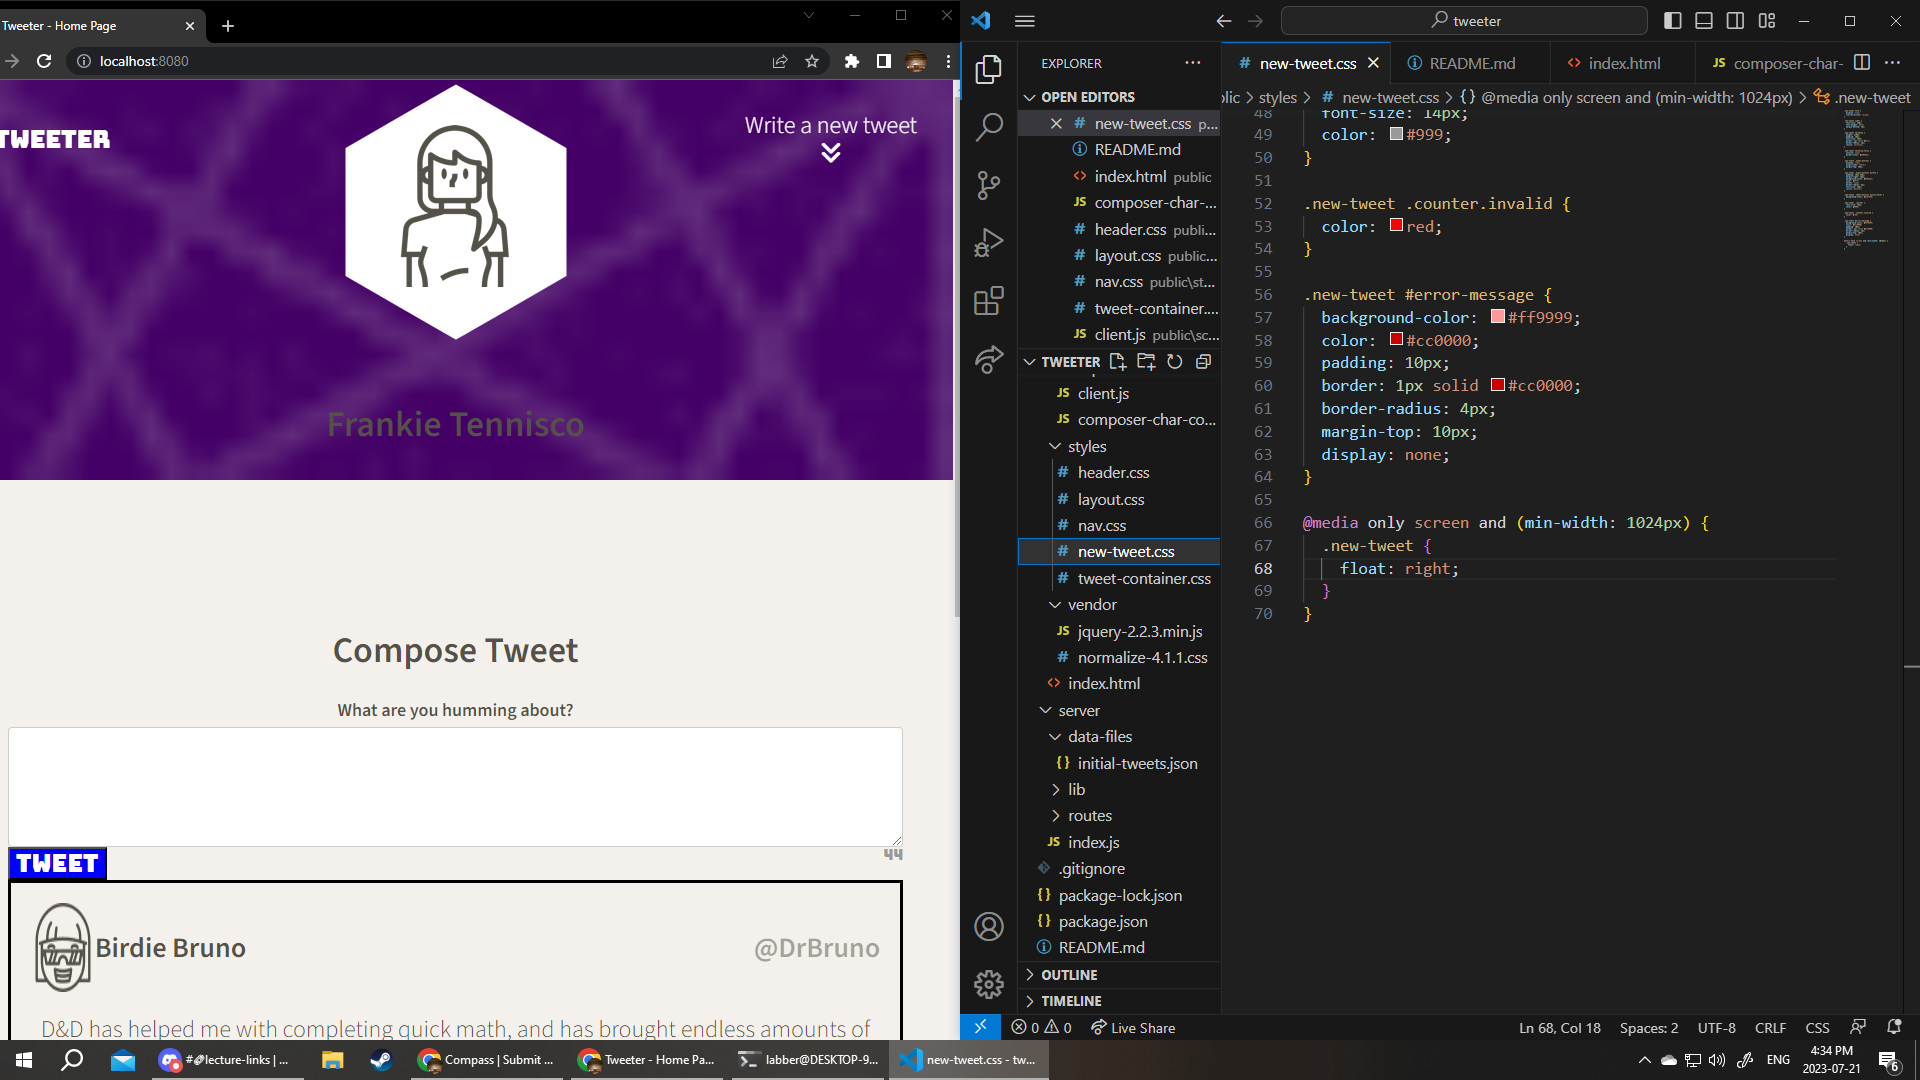 Tweeter - Home Page
localhost:8080
TWEETER
Write a new tweet
Frankie Tennisco
Compose Tweet
What are you humming about?
TWEET
44
Birdie Bruno
@DrBruno
D&D has helped me with completing quick math, and has brought endless amounts of
tweeter
EXPLORER
OPEN EDITORS
new-tweet.css p...
README.md
index.html public
composer-char-...
header.css publi...
layout.css public...
nav.css public\st...
tweet-container....
client.js public\sc...
TWEETER
client.js
composer-char-co...
styles
header.css
layout.css
nav.css
new-tweet.css
tweet-container.css
vendor
jquery-2.2.3.min.js
normalize-4.1.1.css
index.html
server
data-files
initial-tweets.json
lib
routes
index.js
.gitignore
package-lock.json
package.json
README.md
OUTLINE
TIMELINE
new-tweet.css
README.md
index.html
composer-char-
blic > styles > # new-tweet.css > {} @media only screen and (min-width: 1024px) > .new-tweet
48 font-size: 14px;
49 color: #999;
50 }
51
52 .new-tweet .counter.invalid {
53 color: red;
54 }
55
56 .new-tweet #error-message {
57 background-color: #ff9999;
58 color: #cc0000;
59 padding: 10px;
60 border: 1px solid #cc0000;
61 border-radius: 4px;
62 margin-top: 10px;
63 display: none;
64 }
65
66 @media only screen and (min-width: 1024px) {
67 .new-tweet {
68 float: right;
69 }
70 }
0 0 Live Share
Ln 68, Col 18 Spaces: 2 UTF-8 CRLF CSS
#lecture-links | ...
Compass | Submit ...
Tweeter - Home Pa...
labber@DESKTOP-9...
new-tweet.css - tw...
ENG
4:34 PM
2023-07-21
6